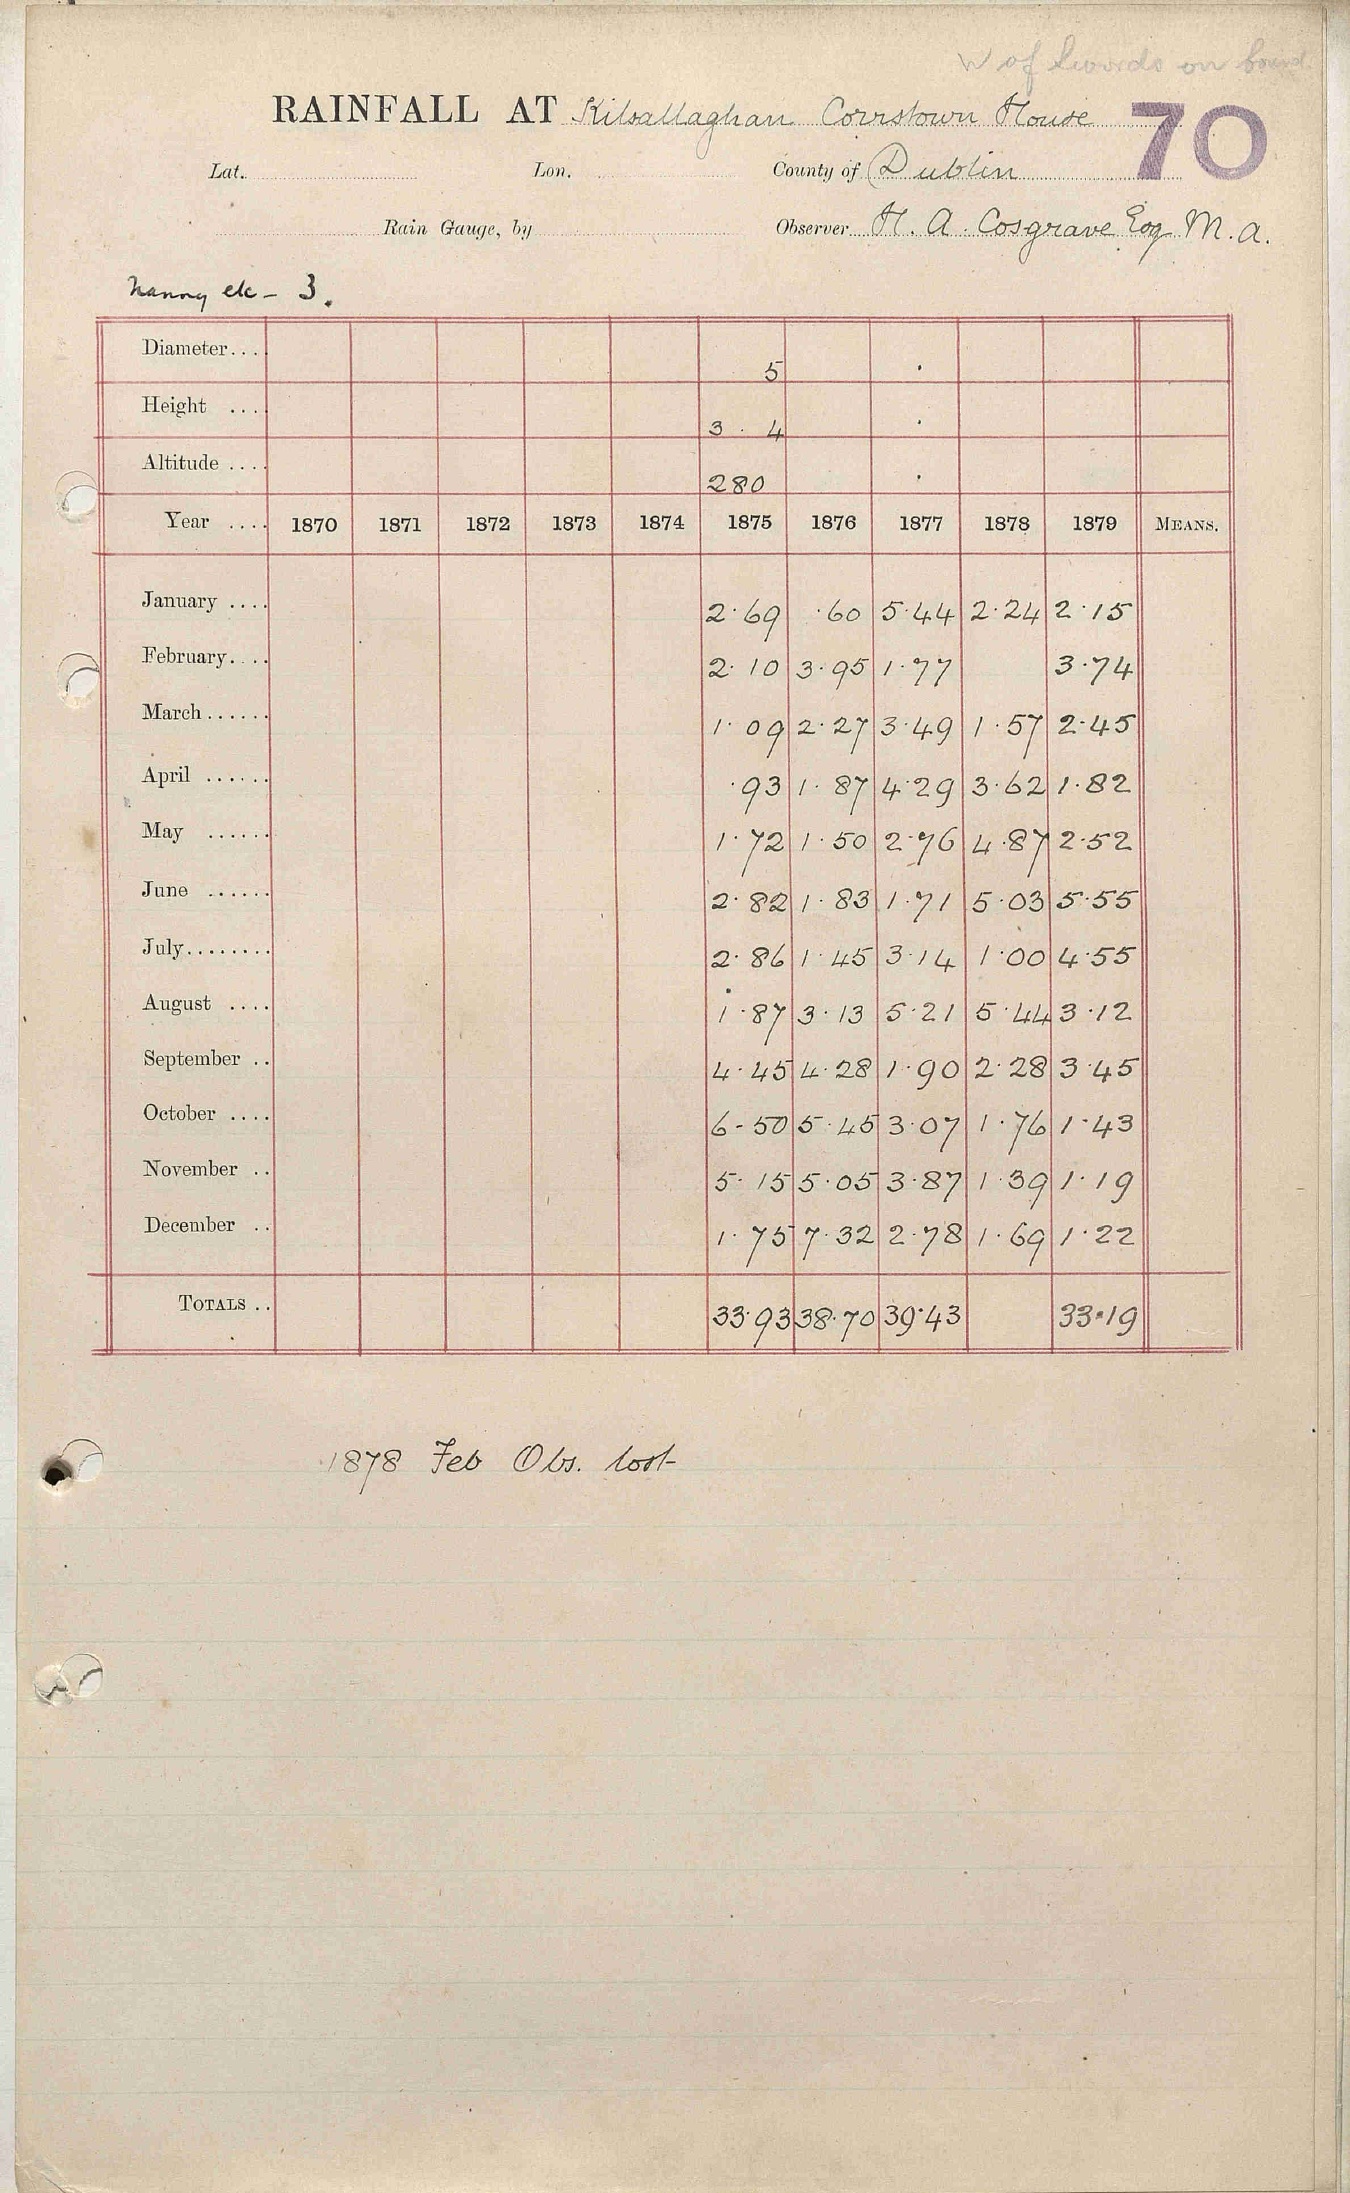 W of Swords on bound.
RAINFALL AT Kilsallaghan Corrstown House 70
Lat. Lon. County of Dublin
Rain Gauge, by Observer H. A. Cosgrave Esq M. A.
Nanny etc - 3.
Diameter.... 5 .
Height .... 3 . 4 .
Altitude .... 280 .
Year .... 1870 1871 1872 1873 1874 1875 1876 1877 1878 1879 MEANS.
January .... 2.69 .60 5.44 2.24 2.15
February.... 2.10 3.95 1.77 3.74
March...... 1.09 2.27 3.49 1.57 2.45
April ...... .93 1.87 4.29 3.62 1.82
May ...... 1.72 1.50 2.76 4.87 2.52
June ...... 2.82 1.83 1.71 5.03 5.55
July........ 2.86 1.45 3.14 1.00 4.55
August .... 1.87 3.13 5.21 5.44 3.12
September .. 4.45 4.28 1.90 2.28 3.45
October .... 6.50 5.45 3.07 1.76 1.43
November .. 5.15 5.05 3.87 1.39 1.19
December .. 1.75 7.32 2.78 1.69 1.22
TOTALS .. 33.93 38.70 39.43 33.19
1878 Feb Obs. lost